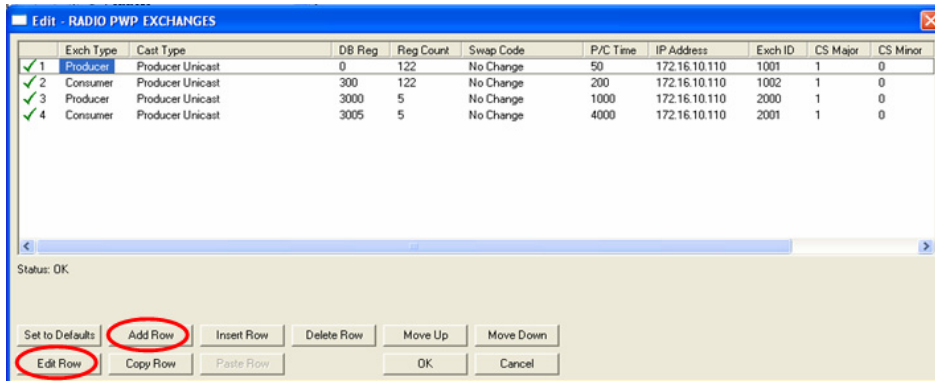 Edit - RADIO PWP EXCHANGES
Exch Type Cast Type DB Reg Reg Count Swap Code P/C Time IP Address Exch ID CS Major CS Minor
1 Producer Producer Unicast 0 122 No Change 50 172.16.10.110 1001 1 0
2 Consumer Producer Unicast 300 122 No Change 200 172.16.10.110 1002 1 0
3 Producer Producer Unicast 3000 5 No Change 1000 172.16.10.110 2000 1 0
4 Consumer Producer Unicast 3005 5 No Change 4000 172.16.10.110 2001 1 0
Status: OK
Set to Defaults Add Row Insert Row Delete Row Move Up Move Down
Edit Row Copy Row Paste Row OK Cancel